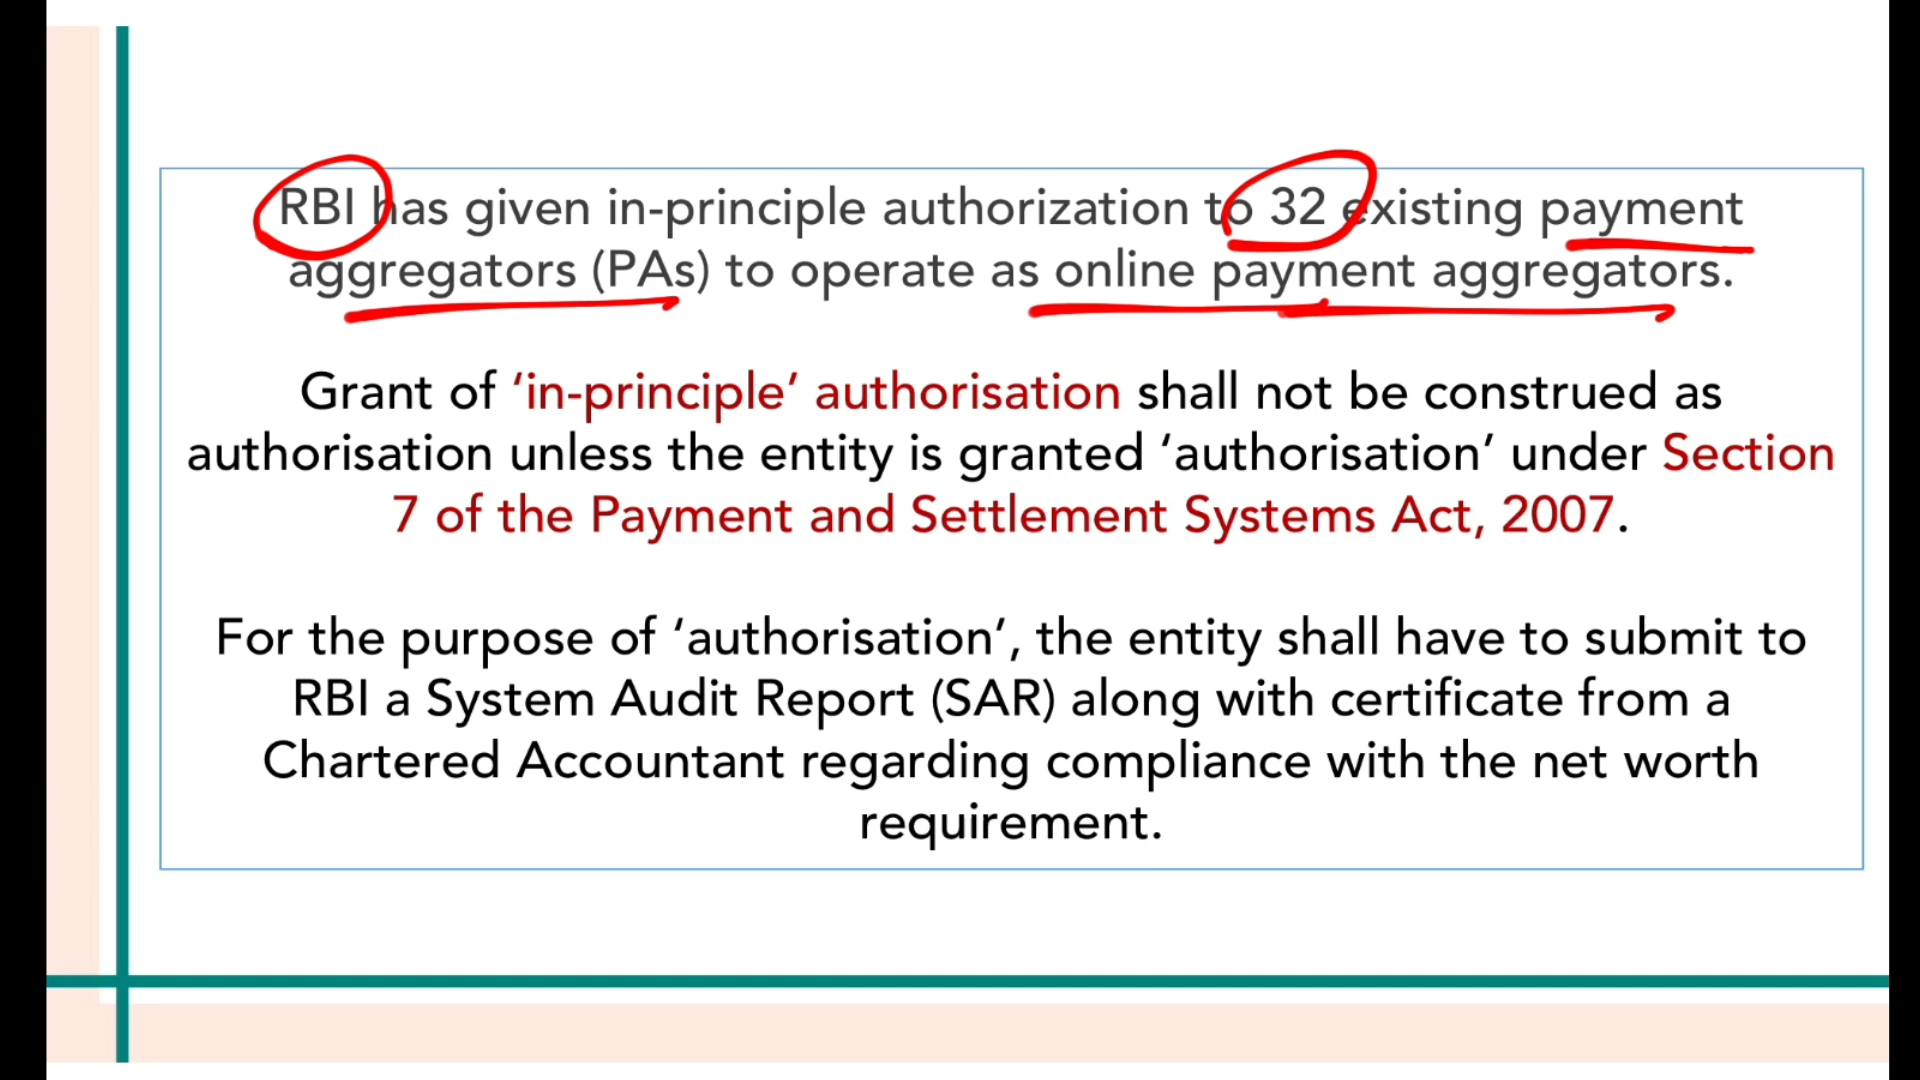 RBI has given in-principle authorization to 32 existing payment
aggregators (PAs) to operate as online payment aggregators.
Grant of ‘in-principle’ authorisation shall not be construed as
authorisation unless the entity is granted ‘authorisation’ under Section
7 of the Payment and Settlement Systems Act, 2007.
For the purpose of ‘authorisation’, the entity shall have to submit to
RBI a System Audit Report (SAR) along with certificate from a
Chartered Accountant regarding compliance with the net worth
requirement.